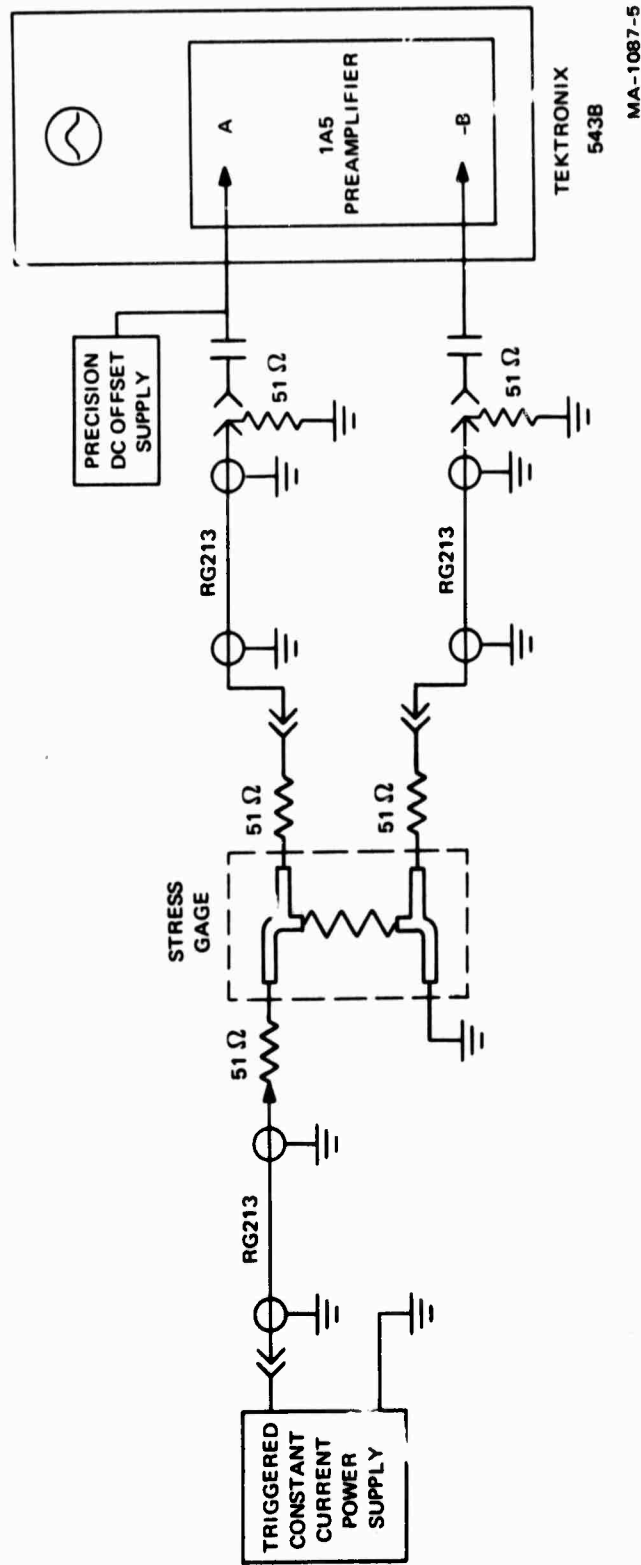 TRIGGERED
CONSTANT
CURRENT
POWER
SUPPLY
RG213
51 Ω
STRESS
GAGE
51 Ω
51 Ω
RG213
RG213
51 Ω
51 Ω
PRECISION
DC OFFSET
SUPPLY
A
1A5
PREAMPLIFIER
-B
TEKTRONIX
543B
MA-1087-5